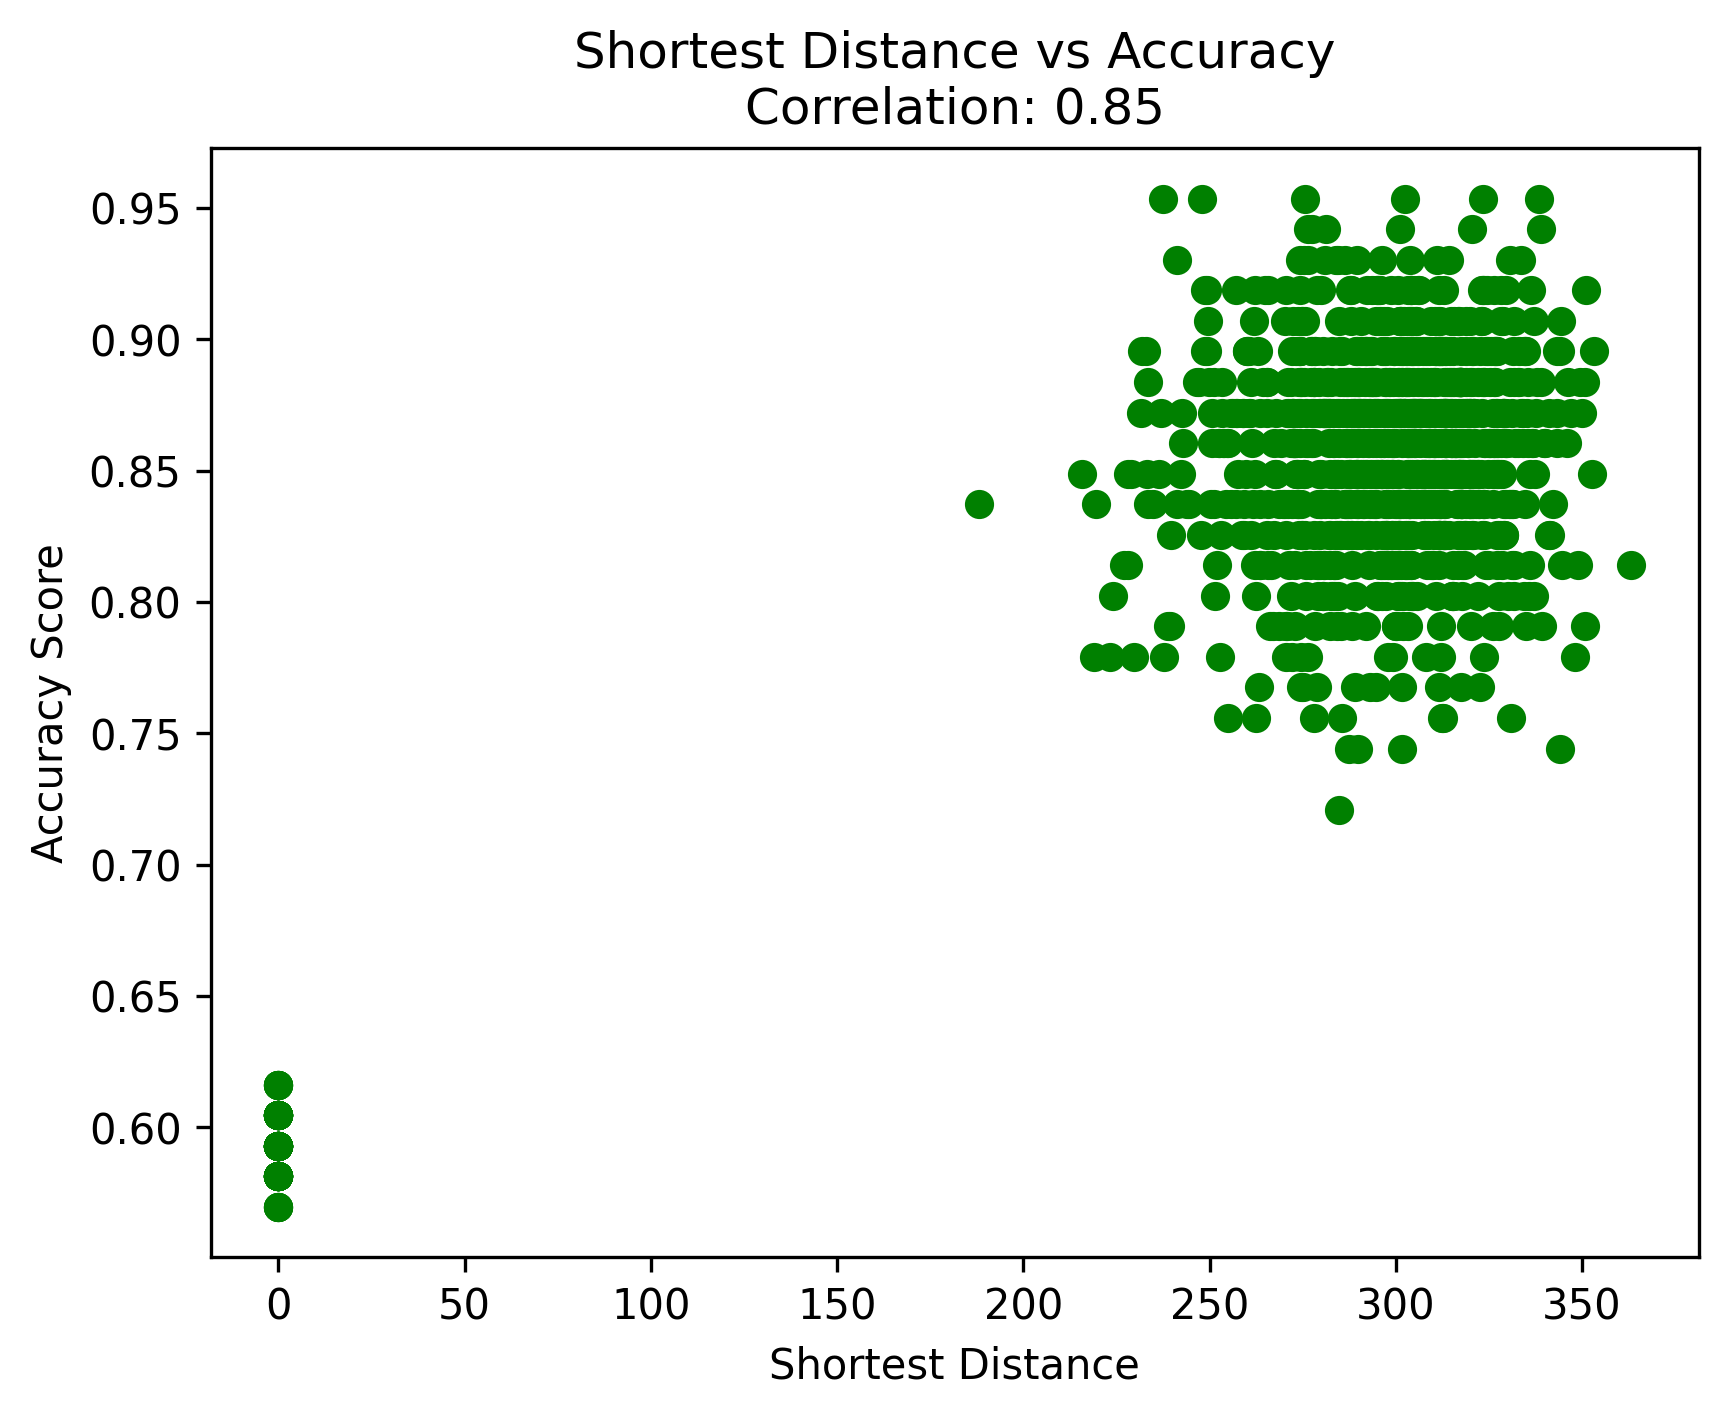 Shortest Distance vs Accuracy
Correlation: 0.85
0.95
0.90
0.85
0.80
0.75
0.70
0.65
0.60
Accuracy Score
0 50 100 150 200 250 300 350
Shortest Distance